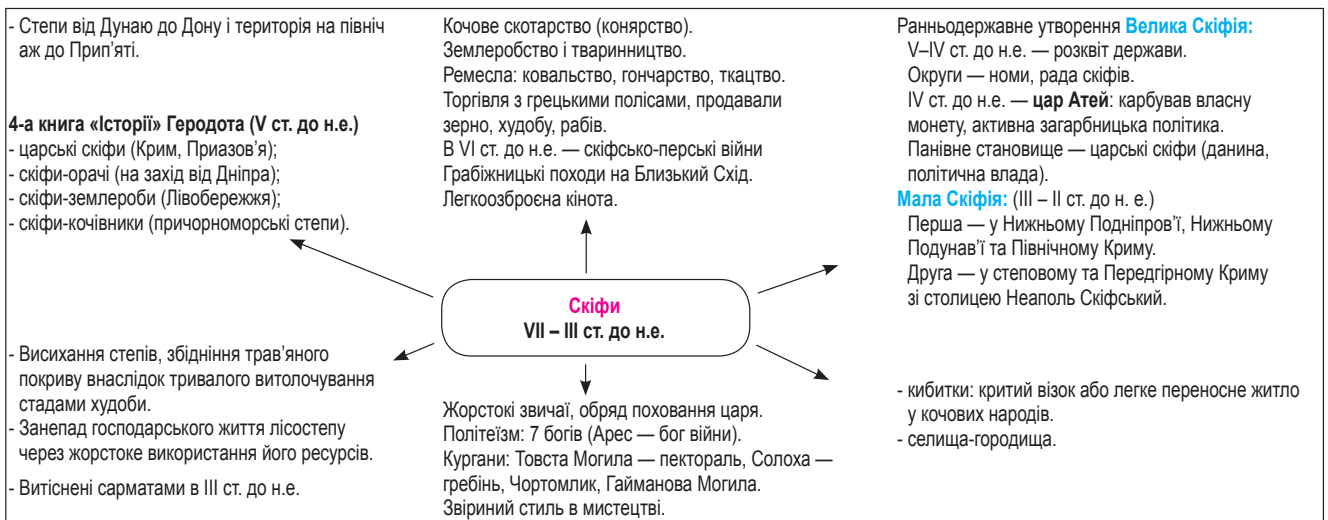 - Степи від Дунаю до Дону і територія на північ
аж до Прип’яті.
4-а книга «Історії» Геродота (V ст. до н.е.)
- царські скіфи (Крим, Приазов’я);
- скіфи-орачі (на захід від Дніпра);
- скіфи-землероби (Лівобережжя);
- скіфи-кочівники (причорноморські степи).
Кочове скотарство (конярство).
Землеробство і тваринництво.
Ремесла: ковальство, гончарство, ткацтво.
Торгівля з грецькими полісами, продавали
зерно, худобу, рабів.
В VI ст. до н.е. — скіфсько-перські війни
Грабіжницькі походи на Близький Схід.
Легкоозброєна кінота.
Ранньодержавне утворення Велика Скіфія:
V–IV ст. до н.е. — розквіт держави.
Округи — номи, рада скіфів.
IV ст. до н.е. — цар Атей: карбував власну
монету, активна загарбницька політика.
Панівне становище — царські скіфи (данина,
політична влада).
Мала Скіфія: (III – II ст. до н. е.)
Перша — у Нижньому Подніпров’ї, Нижньому
Подунав’ї та Північному Криму.
Друга — у степовому та Передгірному Криму
зі столицею Неаполь Скіфський.
Скіфи
VII – III ст. до н.е.
- Висихання степів, збідніння трав’яного
покриву внаслідок тривалого витолочування
стадами худоби.
- Занепад господарського життя лісостепу
через жорстоке використання його ресурсів.
- Витіснені сарматами в III ст. до н.е.
Жорстокі звичаї, обряд поховання царя.
Політеїзм: 7 богів (Арес — бог війни).
Кургани: Товста Могила — пектораль, Солоха —
гребінь, Чортомлик, Гайманова Могила.
Звіриний стиль в мистецтві.
- кибитки: критий візок або легке переносне житло
у кочових народів.
- селища-городища.